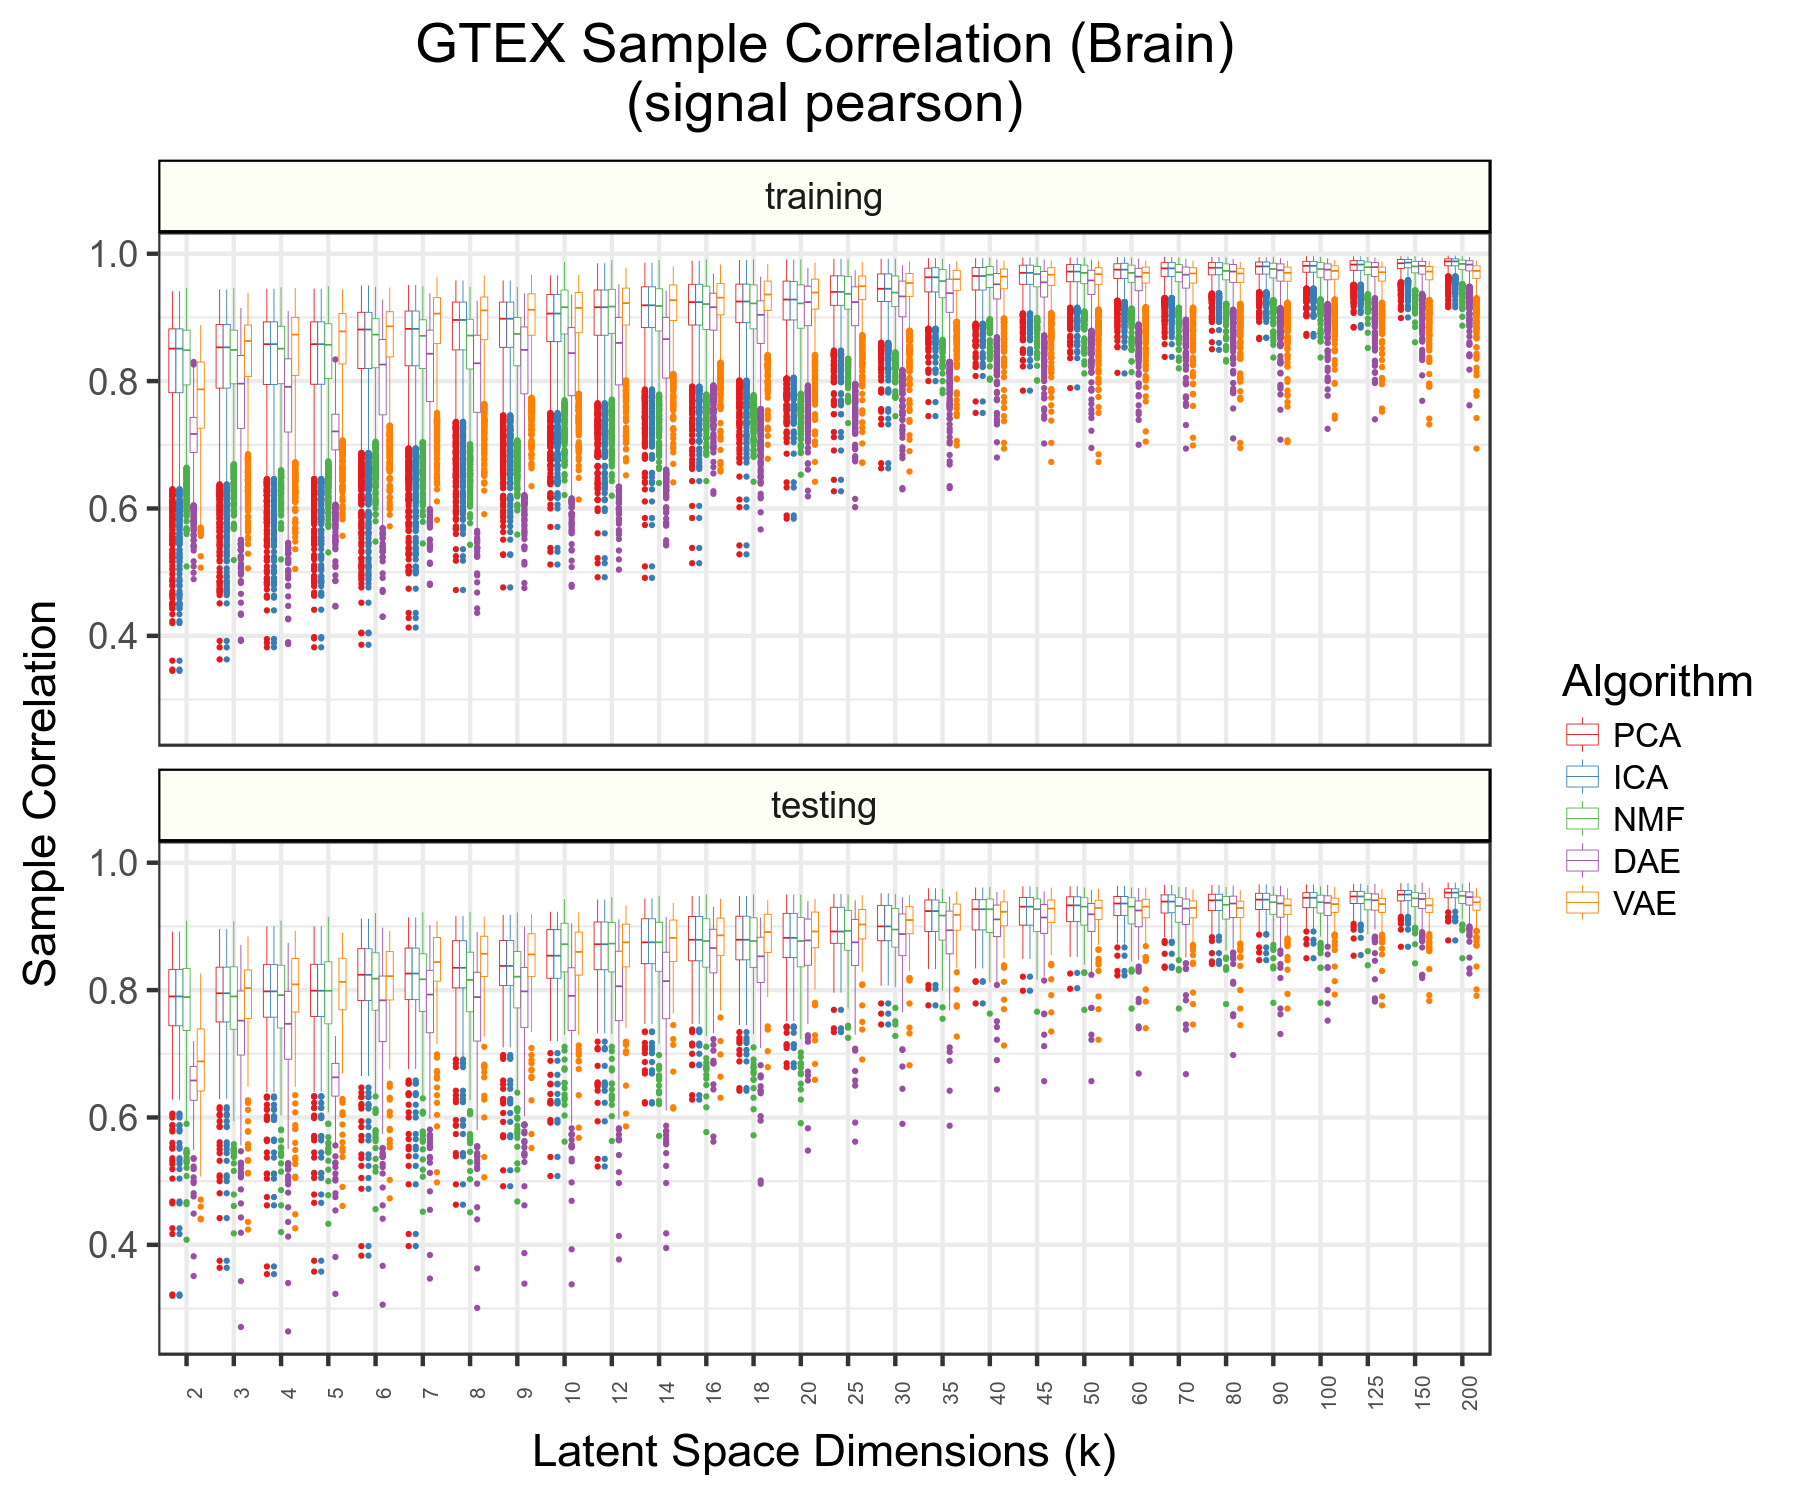 GTEX Sample Correlation (Brain)
(signal pearson)
training
1.0
0.8
0.6
0.4
testing
1.0
0.8
0.6
0.4
Sample Correlation
2 3 4 5 6 7 8 9 10 12 14 16 18 20 25 30 35 40 45 50 60 70 80 90 100 125 150 200
Latent Space Dimensions (k)
Algorithm
PCA
ICA
NMF
DAE
VAE